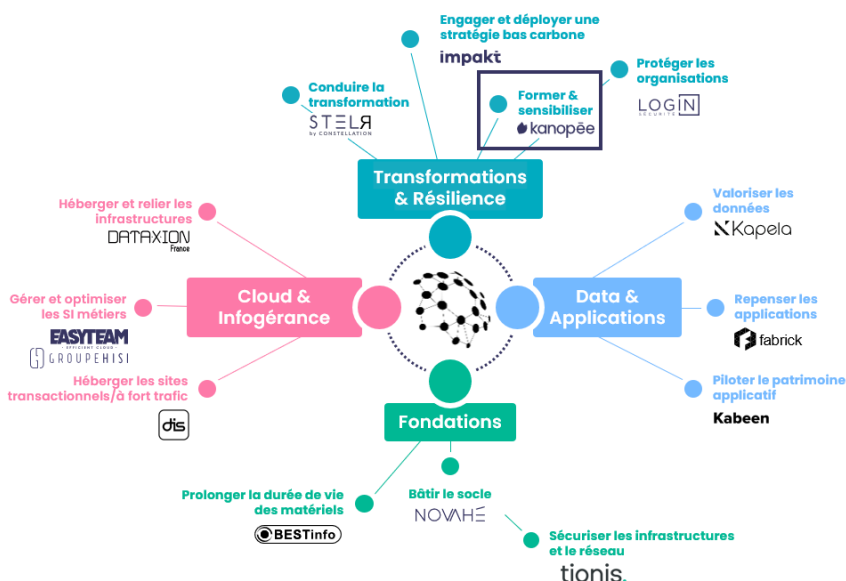 Engager et déployer une
stratégie bas carbone
impakt
Protéger les
organisations
LOGIN
SÉCURITÉ
Conduire la
transformation
STELR
by CONSTELLATION
Former &
sensibiliser
kanopée
Transformations
& Résilience
Héberger et relier les
infrastructures
DATAXION
France
Valoriser les
données
Kapela
Gérer et optimiser
les SI métiers
EASYTEAM
- EFFICIENT CLOUD -
GROUPEHISI
Cloud &
Infogérance
Data &
Applications
Repenser les
applications
fabrick
Héberger les sites
transactionnels/à fort trafic
dis
Piloter le patrimoine
applicatif
Kabeen
Fondations
Prolonger la durée de vie
des matériels
BESTinfo
Bâtir le socle
NOVAHÉ
Sécuriser les infrastructures
et le réseau
tionis.